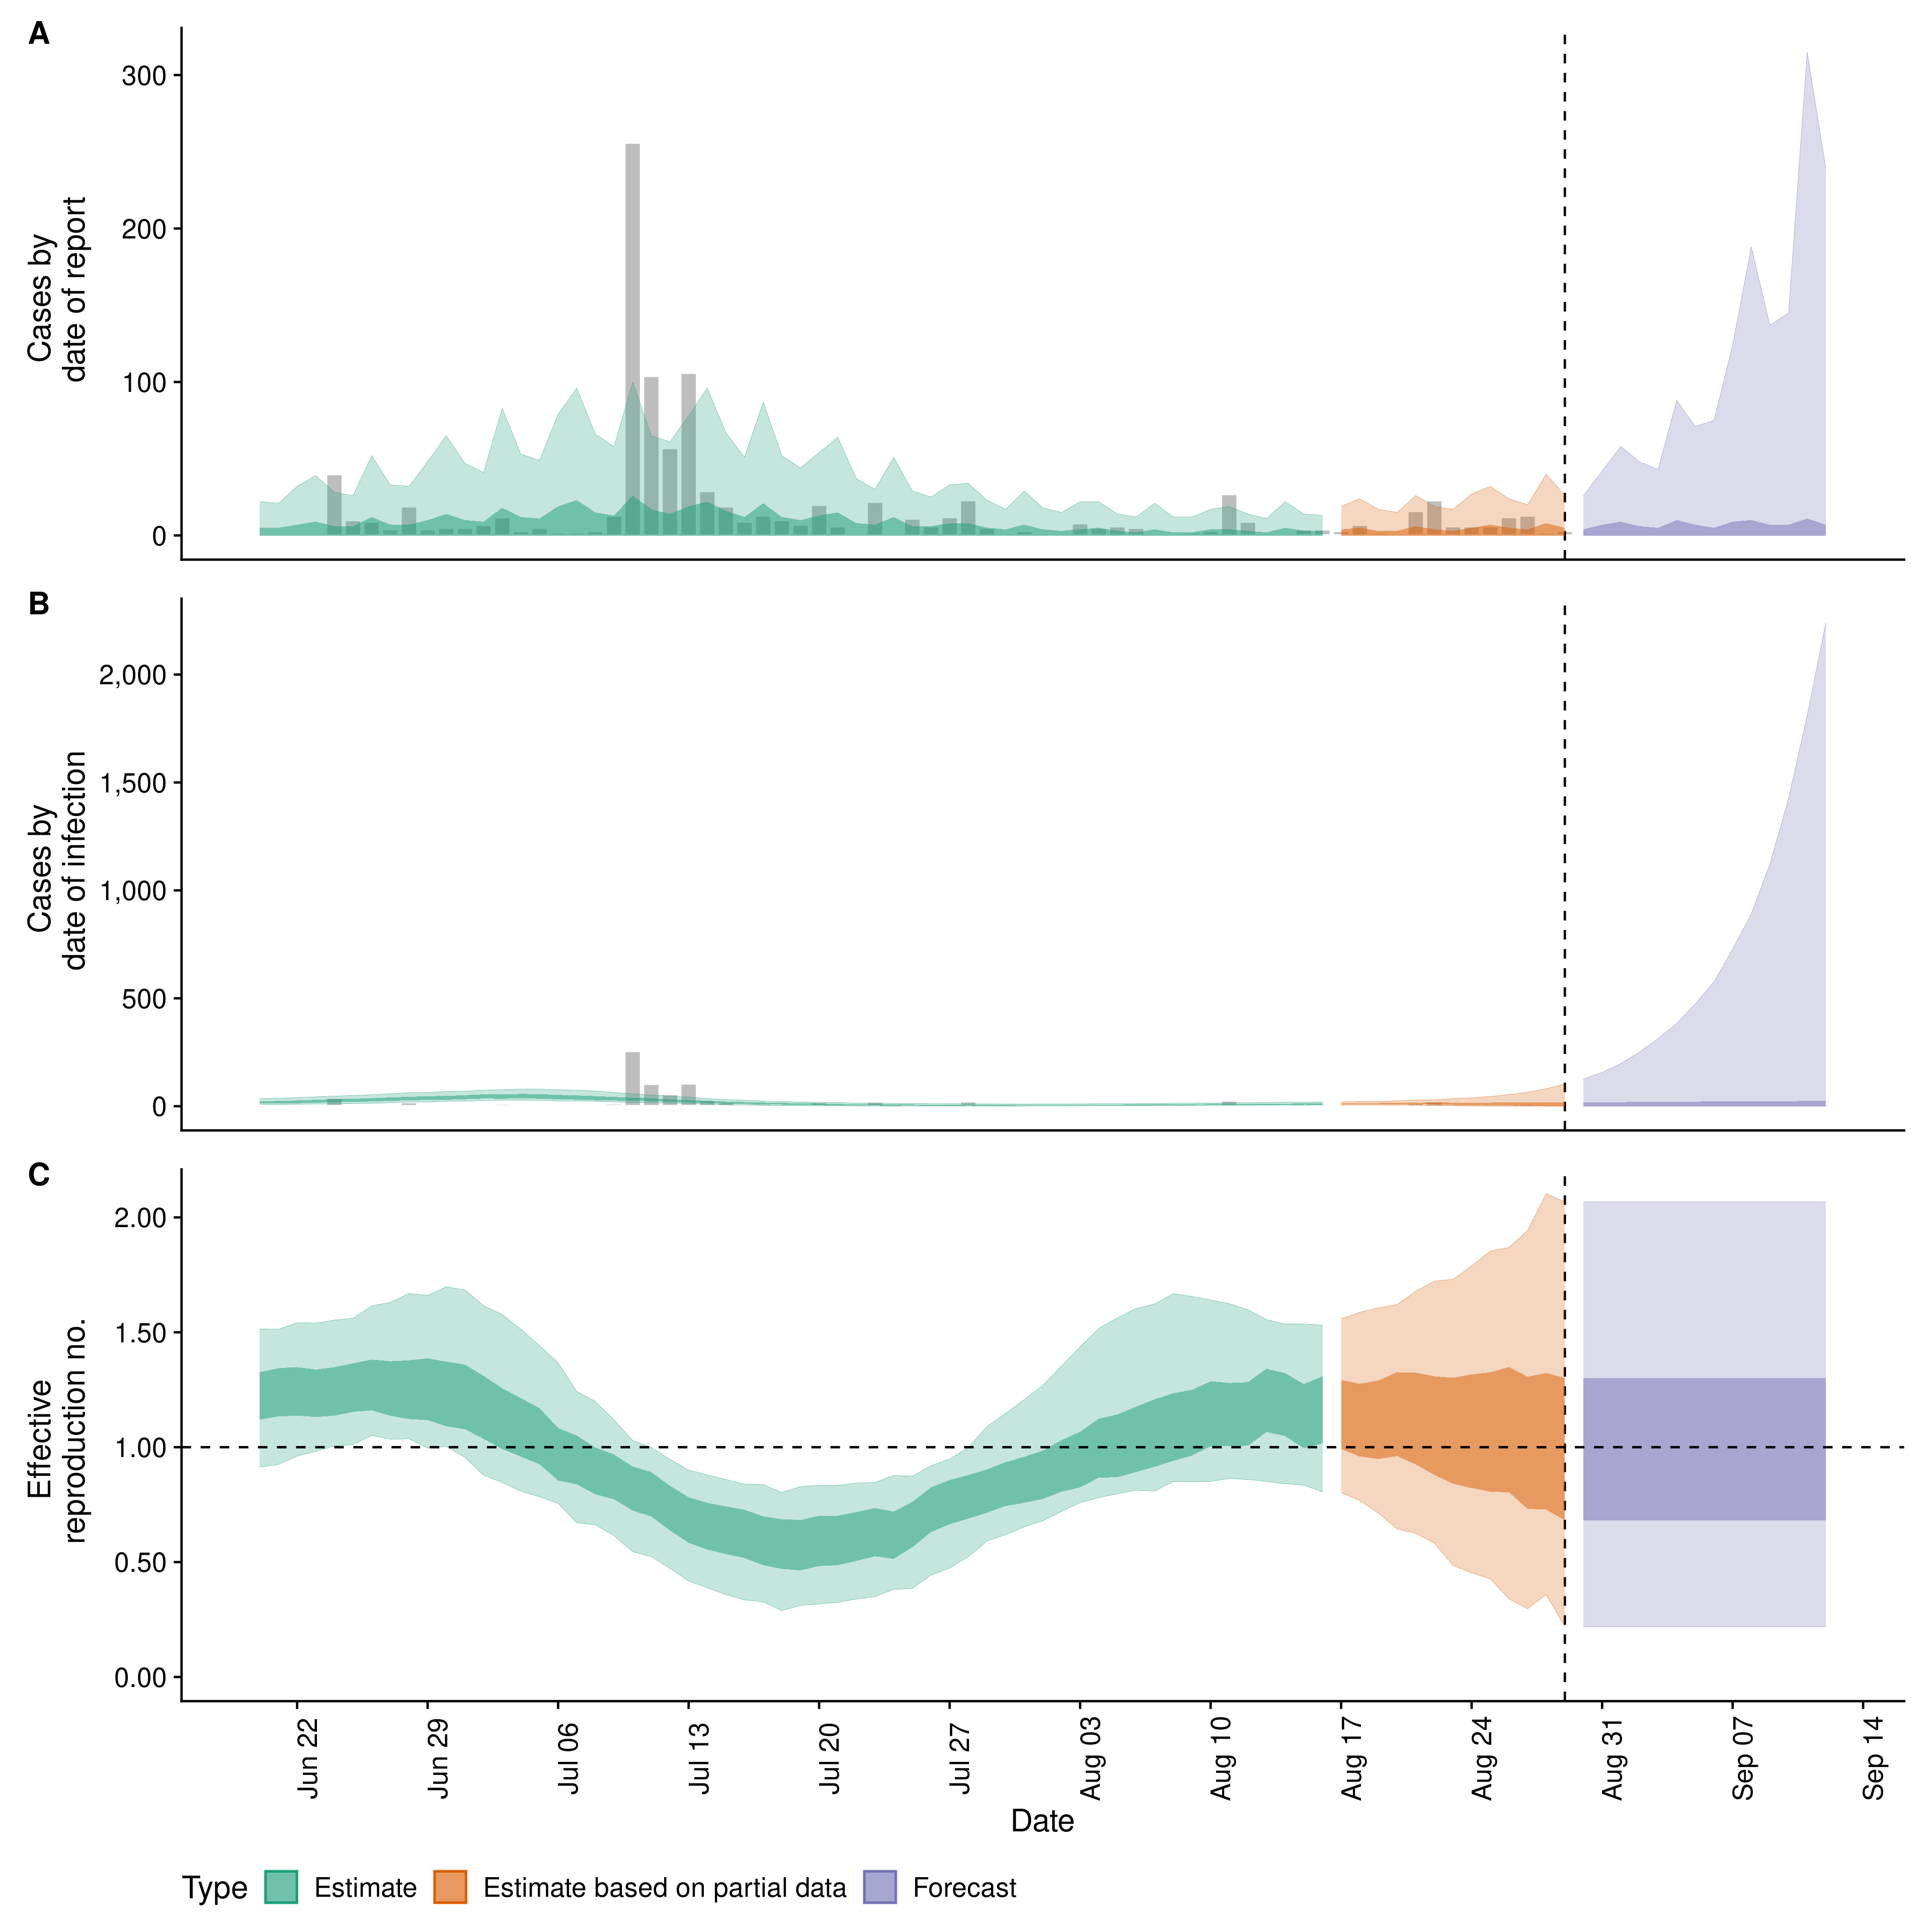 A
Cases by
date of report
300
200
100
0
B
Cases by
date of infection
2,000
1,500
1,000
500
0
C
Effective
reproduction no.
2.00
1.50
1.00
0.50
0.00
Jun 22
Jun 29
Jul 06
Jul 13
Jul 20
Jul 27
Aug 03
Aug 10
Aug 17
Aug 24
Aug 31
Sep 07
Sep 14
Date
Type Estimate Estimate based on partial data Forecast